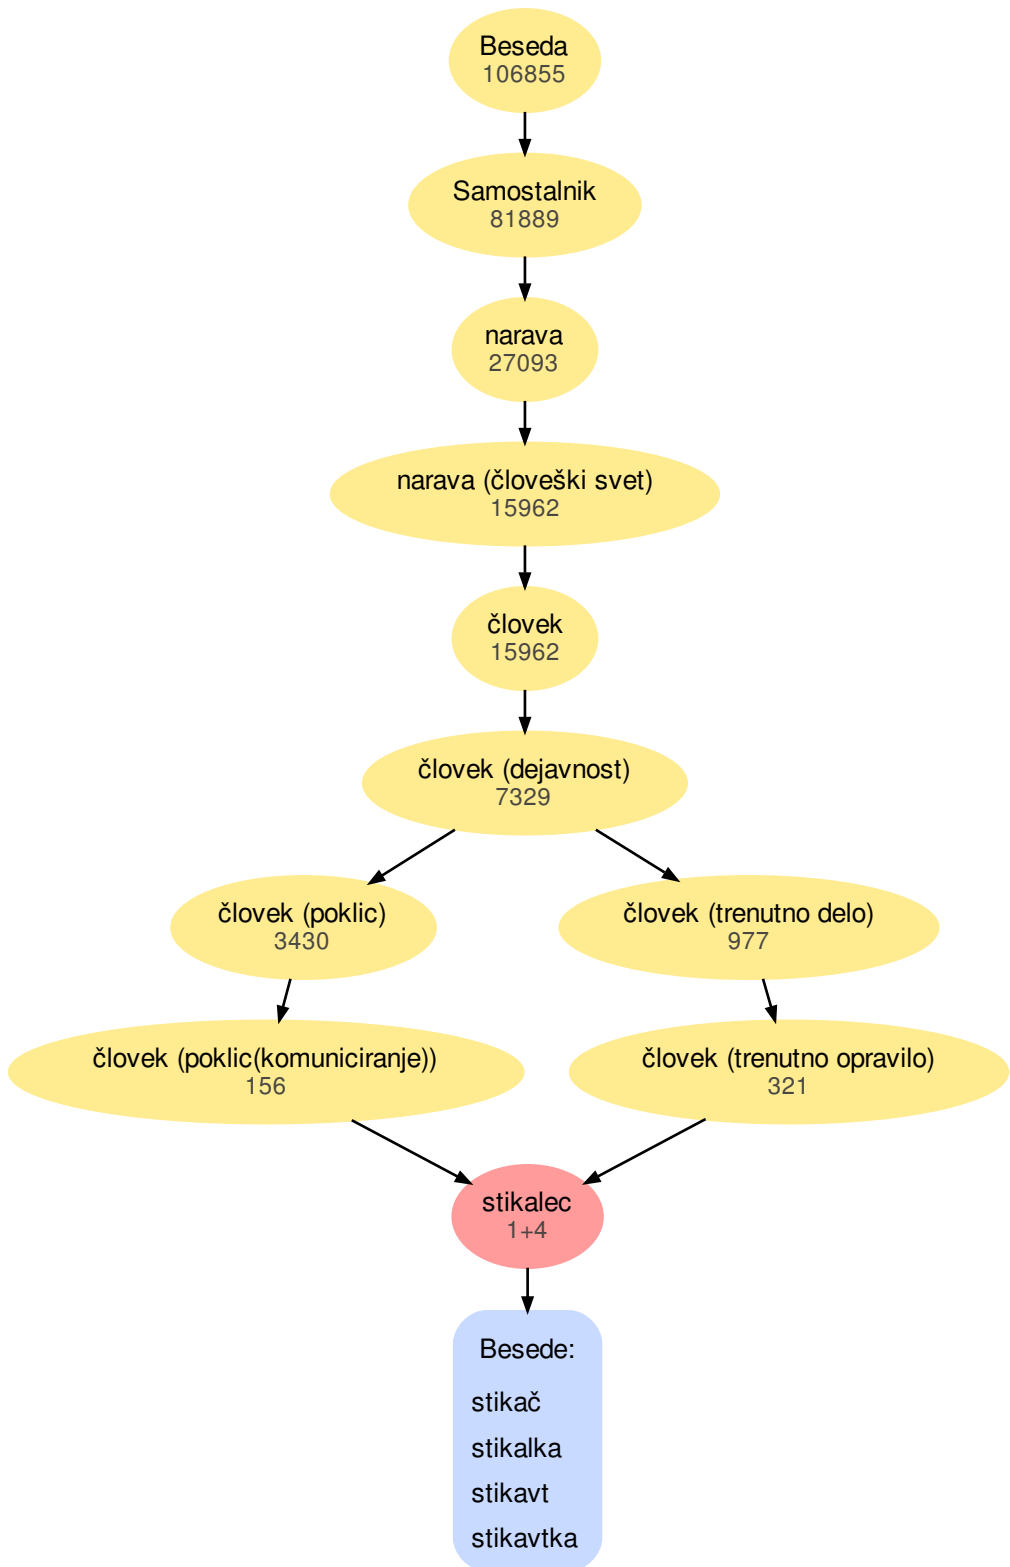 Beseda
106855
Samostalnik
81889
narava
27093
narava (človeški svet)
15962
človek
15962
človek (dejavnost)
7329
človek (poklic)
3430
človek (trenutno delo)
977
človek (poklic(komuniciranje))
156
človek (trenutno opravilo)
321
stikalec
1+4
Besede:
stikač
stikalka
stikavt
stikavtka